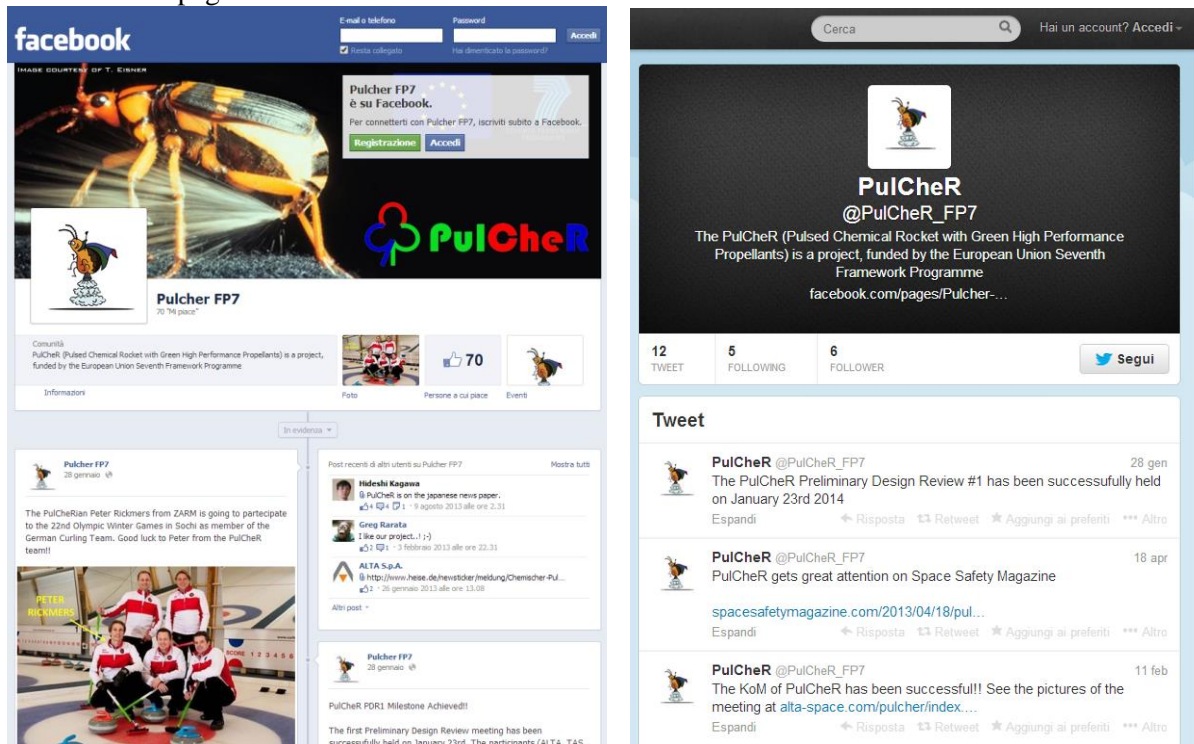 facebook
E-mail o telefono
Password
Accedi
Resta collegato
Hai dimenticato la password?
IMAGE COURTESY OF T. EISNER
Pulcher FP7
è su Facebook.
Per connetterti con Pulcher FP7, iscriviti subito a Facebook.
Registrazione
Accedi
PulCheR
Pulcher FP7
70 "Mi piace"
Comunità
PulCheR (Pulsed Chemical Rocket with Green High Performance Propellants) is a project,
funded by the European Union Seventh Framework Programme
70
Informazioni
Foto
Persone a cui piace
Eventi
In evidenza
Pulcher FP7
28 gennaio
The PulCheRian Peter Rickmers from ZARM is going to partecipate
to the 22nd Olympic Winter Games in Sochi as member of the
German Curling Team. Good luck to Peter from the PulCheR
team!!
PETER
RICKMERS
SCORE 1 2 3 4 5 6
Post recenti di altri utenti su Pulcher FP7
Mostra tutti
Hideshi Kagawa
PulCheR is on the japanese news paper.
4 4 1 · 9 agosto 2013 alle ore 2.31
Greg Rarata
I like our project..! ;-)
2 1 · 3 febbraio 2013 alle ore 22.31
ALTA S.p.A.
http://www.heise.de/newsticker/meldung/Chemischer-Pul...
2 · 26 gennaio 2013 alle ore 13.08
Altri post
Pulcher FP7
28 gennaio
PulCheR PDR1 Milestone Achieved!!
The first Preliminary Design Review meeting has been
successfully held on January 23rd. The participants (ALTA, TAS,
Cerca
Hai un account? Accedi
PulCheR
@PulCheR_FP7
The PulCheR (Pulsed Chemical Rocket with Green High Performance
Propellants) is a project, funded by the European Union Seventh
Framework Programme
facebook.com/pages/Pulcher-...
12
TWEET
5
FOLLOWING
6
FOLLOWER
Segui
Tweet
PulCheR @PulCheR_FP7
28 gen
The PulCheR Preliminary Design Review #1 has been successufully held
on January 23rd 2014
Espandi
Risposta
Retweet
Aggiungi ai preferiti
Altro
PulCheR @PulCheR_FP7
18 apr
PulCheR gets great attention on Space Safety Magazine
spacesafetymagazine.com/2013/04/18/pul...
Espandi
Risposta
Retweet
Aggiungi ai preferiti
Altro
PulCheR @PulCheR_FP7
11 feb
The KoM of PulCheR has been successful!! See the pictures of the
meeting at alta-space.com/pulcher/index....
Espandi
Risposta
Retweet
Aggiungi ai preferiti
Altro